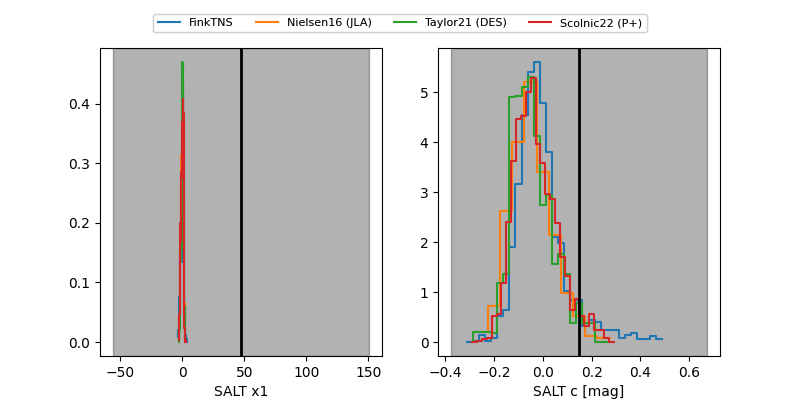 FinkTNS Nielsen16 (JLA) Taylor21 (DES) Scolnic22 (P+)
0.4
0.3
0.2
0.1
0.0
−50 0 50 100 150
SALT x1
5
4
3
2
1
0
−0.4 −0.2 0.0 0.2 0.4 0.6
SALT c [mag]